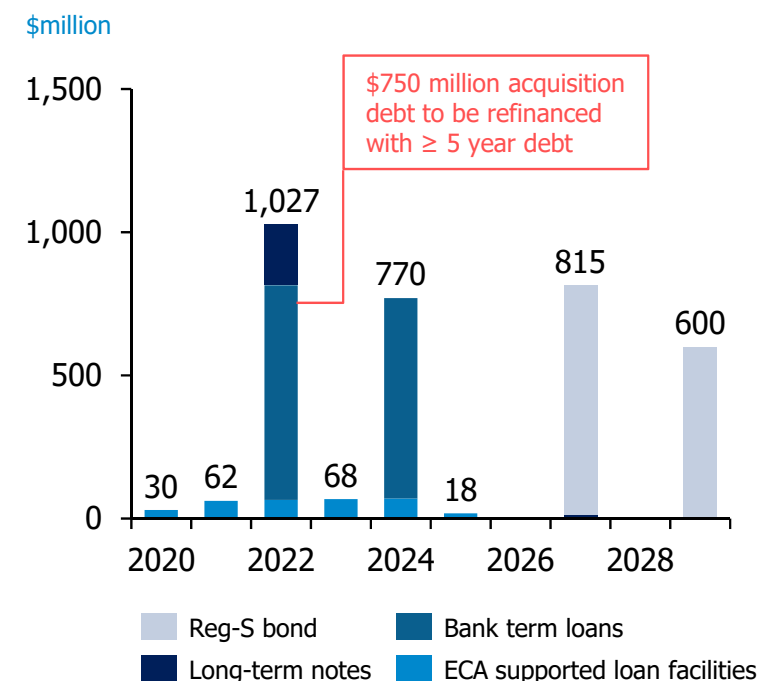 $million
$750 million acquisition
debt to be refinanced
with ≥ 5 year debt
1,500
1,000
500
0
30
62
1,027
68
770
18
815
600
2020
2022
2024
2026
2028
Reg-S bond
Bank term loans
Long-term notes
ECA supported loan facilities